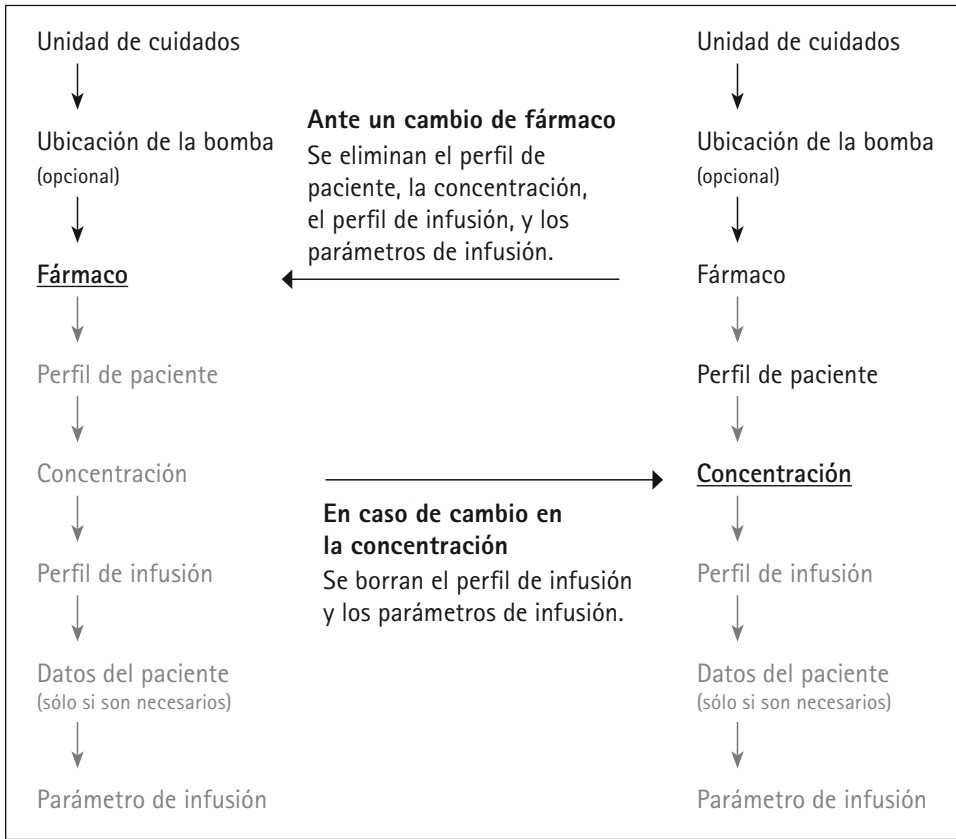 Unidad de cuidados
Ubicación de la bomba
(opcional)
Fármaco
Perfil de paciente
Concentración
Perfil de infusión
Datos del paciente
(sólo si son necesarios)
Parámetro de infusión
Ante un cambio de fármaco
Se eliminan el perfil de
paciente, la concentración,
el perfil de infusión, y los
parámetros de infusión.
En caso de cambio en
la concentración
Se borran el perfil de infusión
y los parámetros de infusión.
Unidad de cuidados
Ubicación de la bomba
(opcional)
Fármaco
Perfil de paciente
Concentración
Perfil de infusión
Datos del paciente
(sólo si son necesarios)
Parámetro de infusión